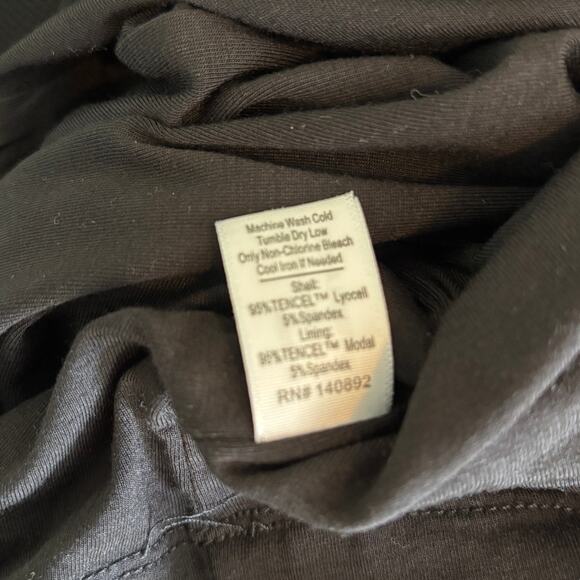 Machine Wash Cold
Tumble Dry Low
Only Non-Chlorine Bleach
Cool Iron If Needed
Shell:
95%TENCEL™ Lyocell
5%Spandex
Lining:
95%TENCEL™ Modal
5%Spandex
RN# 140892